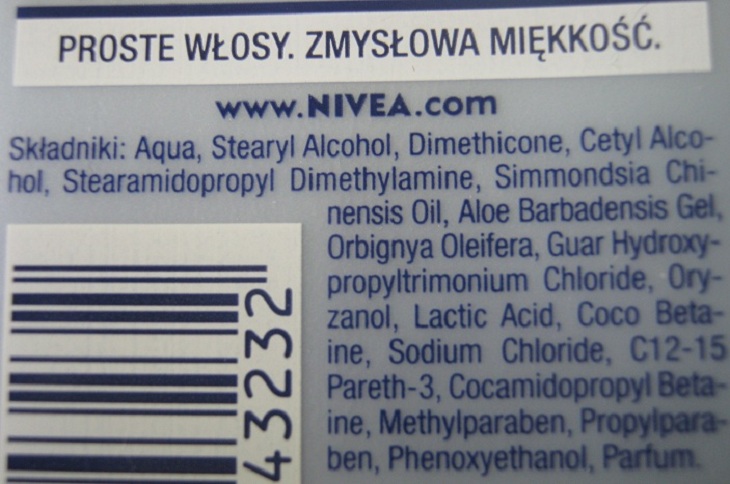 PROSTE WŁOSY. ZMYSŁOWA MIĘKKOŚĆ.
www.NIVEA.com
Składniki: Aqua, Stearyl Alcohol, Dimethicone, Cetyl Alco-
hol, Stearamidopropyl Dimethylamine, Simmondsia Chi-
nensis Oil, Aloe Barbadensis Gel,
Orbignya Oleifera, Guar Hydroxy-
propyltrimonium Chloride, Ory-
zanol, Lactic Acid, Coco Beta-
ine, Sodium Chloride, C12-15
Pareth-3, Cocamidopropyl Beta-
ine, Methylparaben, Propylpara-
ben, Phenoxyethanol, Parfum.
43232